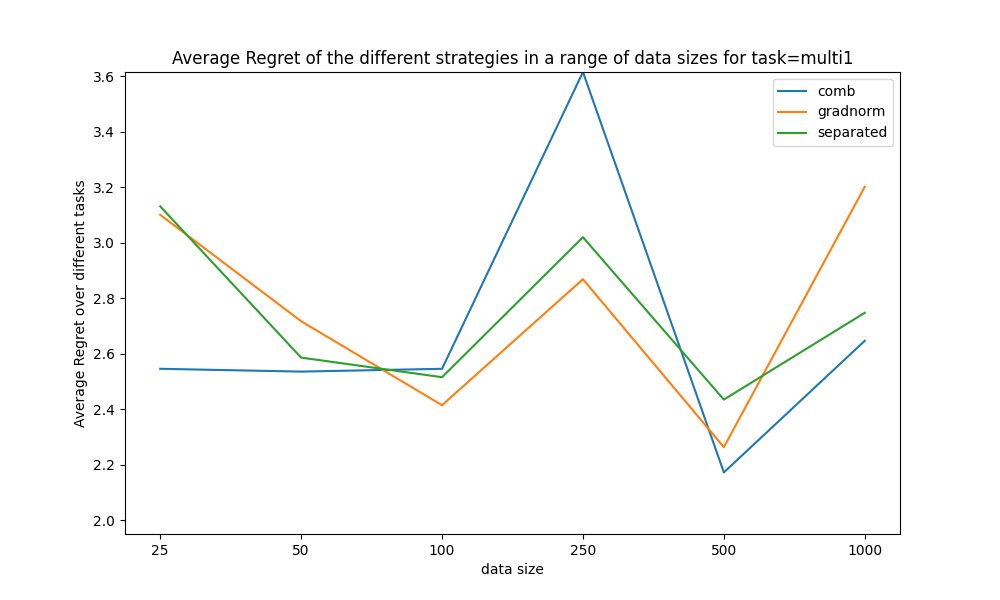 Average Regret of the different strategies in a range of data sizes for task=multi1
comb
gradnorm
separated
Average Regret over different tasks
3.6
3.4
3.2
3.0
2.8
2.6
2.4
2.2
2.0
25 50 100 250 500 1000
data size